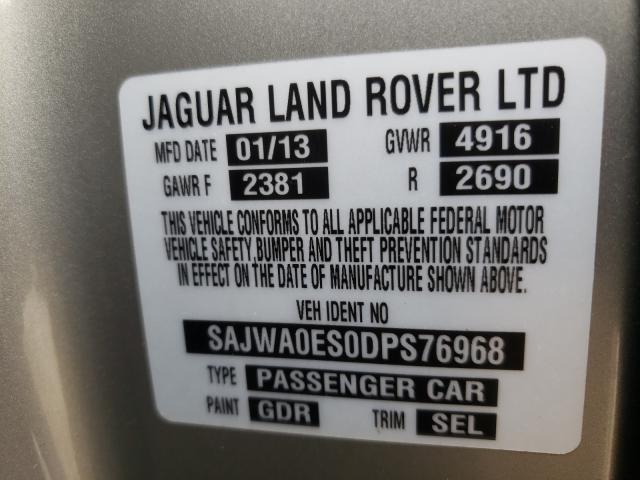 JAGUAR LAND ROVER LTD
MFD DATE 01/13 GVWR 4916
GAWR F 2381 R 2690
THIS VEHICLE CONFORMS TO ALL APPLICABLE FEDERAL MOTOR
VEHICLE SAFETY, BUMPER AND THEFT PREVENTION STANDARDS
IN EFFECT ON THE DATE OF MANUFACTURE SHOWN ABOVE.
VEH IDENT NO
SAJWA0ES0DPS76968
TYPE PASSENGER CAR
PAINT GDR TRIM SEL